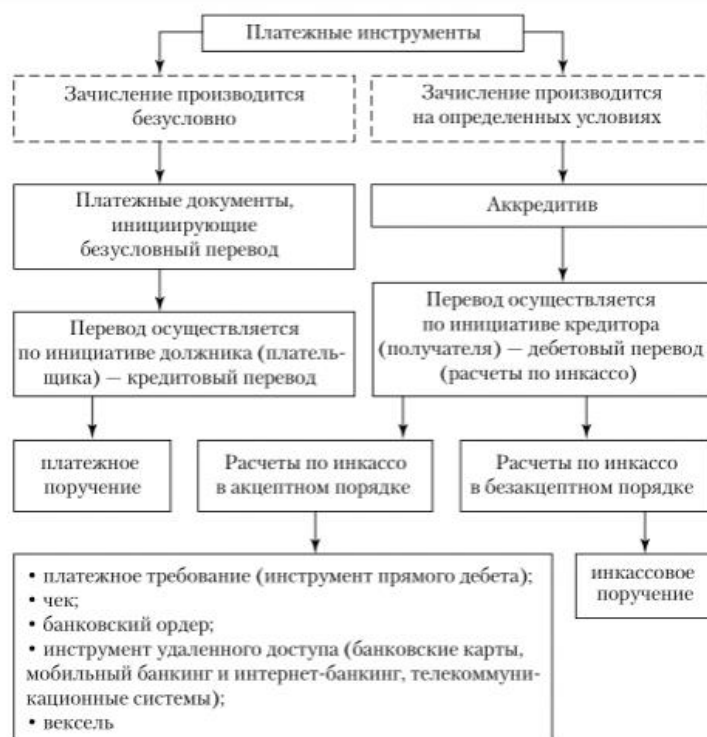 Платежные инструменты
Зачисление производится
безусловно
Зачисление производится
на определенных условиях
Платежные документы,
инициирующие
безусловный перевод
Аккредитив
Перевод осуществляется
по инициативе должника (платель-
щика) — кредитовый перевод
Перевод осуществляется
по инициативе кредитора
(получателя) — дебетовый перевод
(расчеты по инкассо)
платежное
поручение
Расчеты по инкассо
в акцептном порядке
Расчеты по инкассо
в безакцептном порядке
• платежное требование (инструмент прямого дебета);
• чек;
• банковский ордер;
• инструмент удаленного доступа (банковские карты,
мобильный банкинг и интернет-банкинг, телекоммуни-
кационные системы);
• вексель
инкассовое
поручение